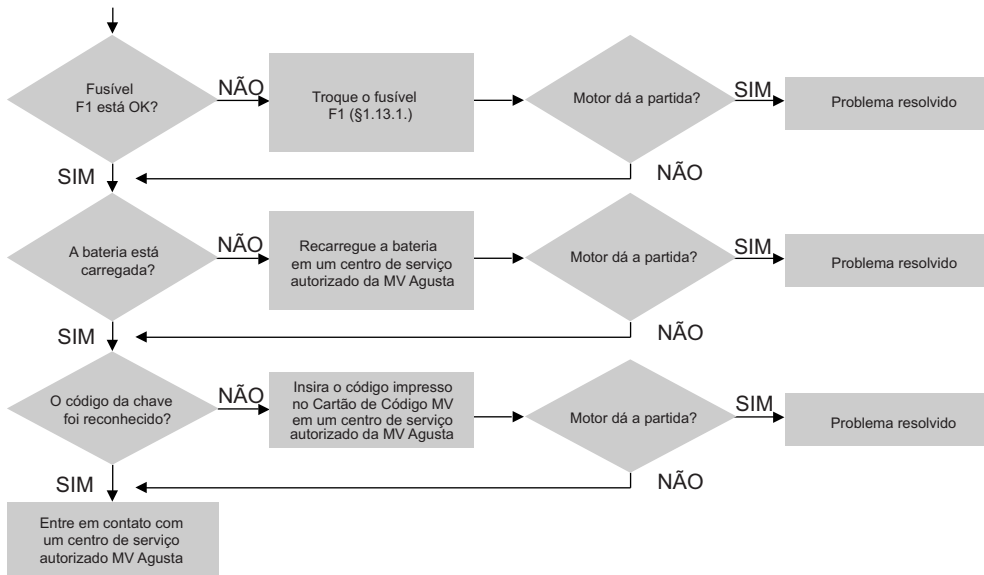 Fusível
F1 está OK?
NÃO
Troque o fusível
F1 (§1.13.1.)
Motor dá a partida?
SIM
Problema resolvido
SIM
NÃO
A bateria está
carregada?
NÃO
Recarregue a bateria
em um centro de serviço
autorizado da MV Agusta
Motor dá a partida?
SIM
Problema resolvido
SIM
NÃO
O código da chave
foi reconhecido?
NÃO
Insira o código impresso
no Cartão de Código MV
em um centro de serviço
autorizado da MV Agusta
Motor dá a partida?
SIM
Problema resolvido
SIM
NÃO
Entre em contato com
um centro de serviço
autorizado MV Agusta